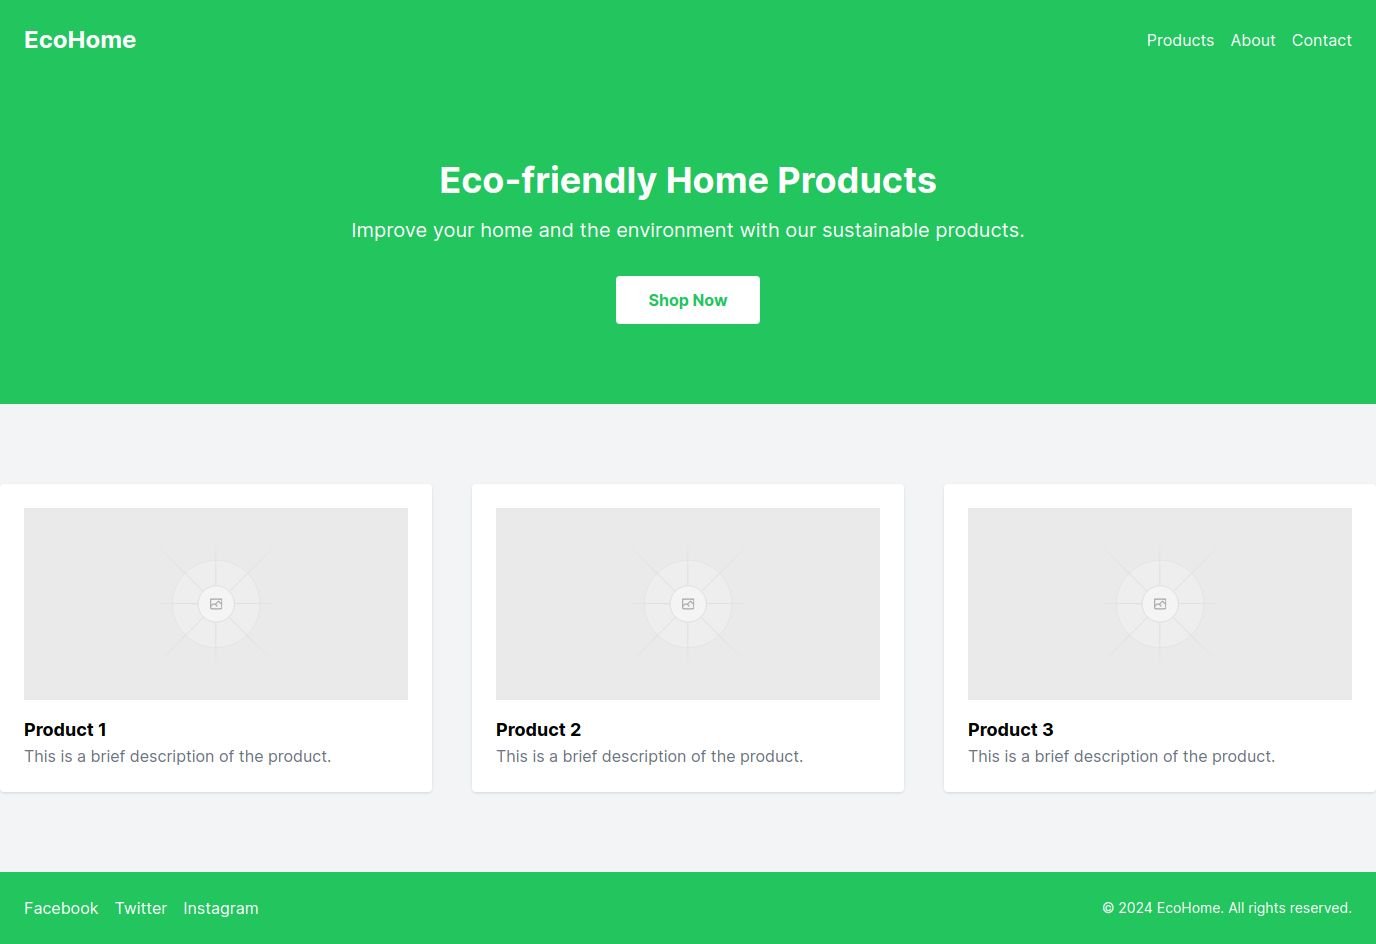 EcoHome
Products About Contact
Eco-friendly Home Products
Improve your home and the environment with our sustainable products.
Shop Now
Product 1
This is a brief description of the product.
Product 2
This is a brief description of the product.
Product 3
This is a brief description of the product.
Facebook Twitter Instagram
© 2024 EcoHome. All rights reserved.